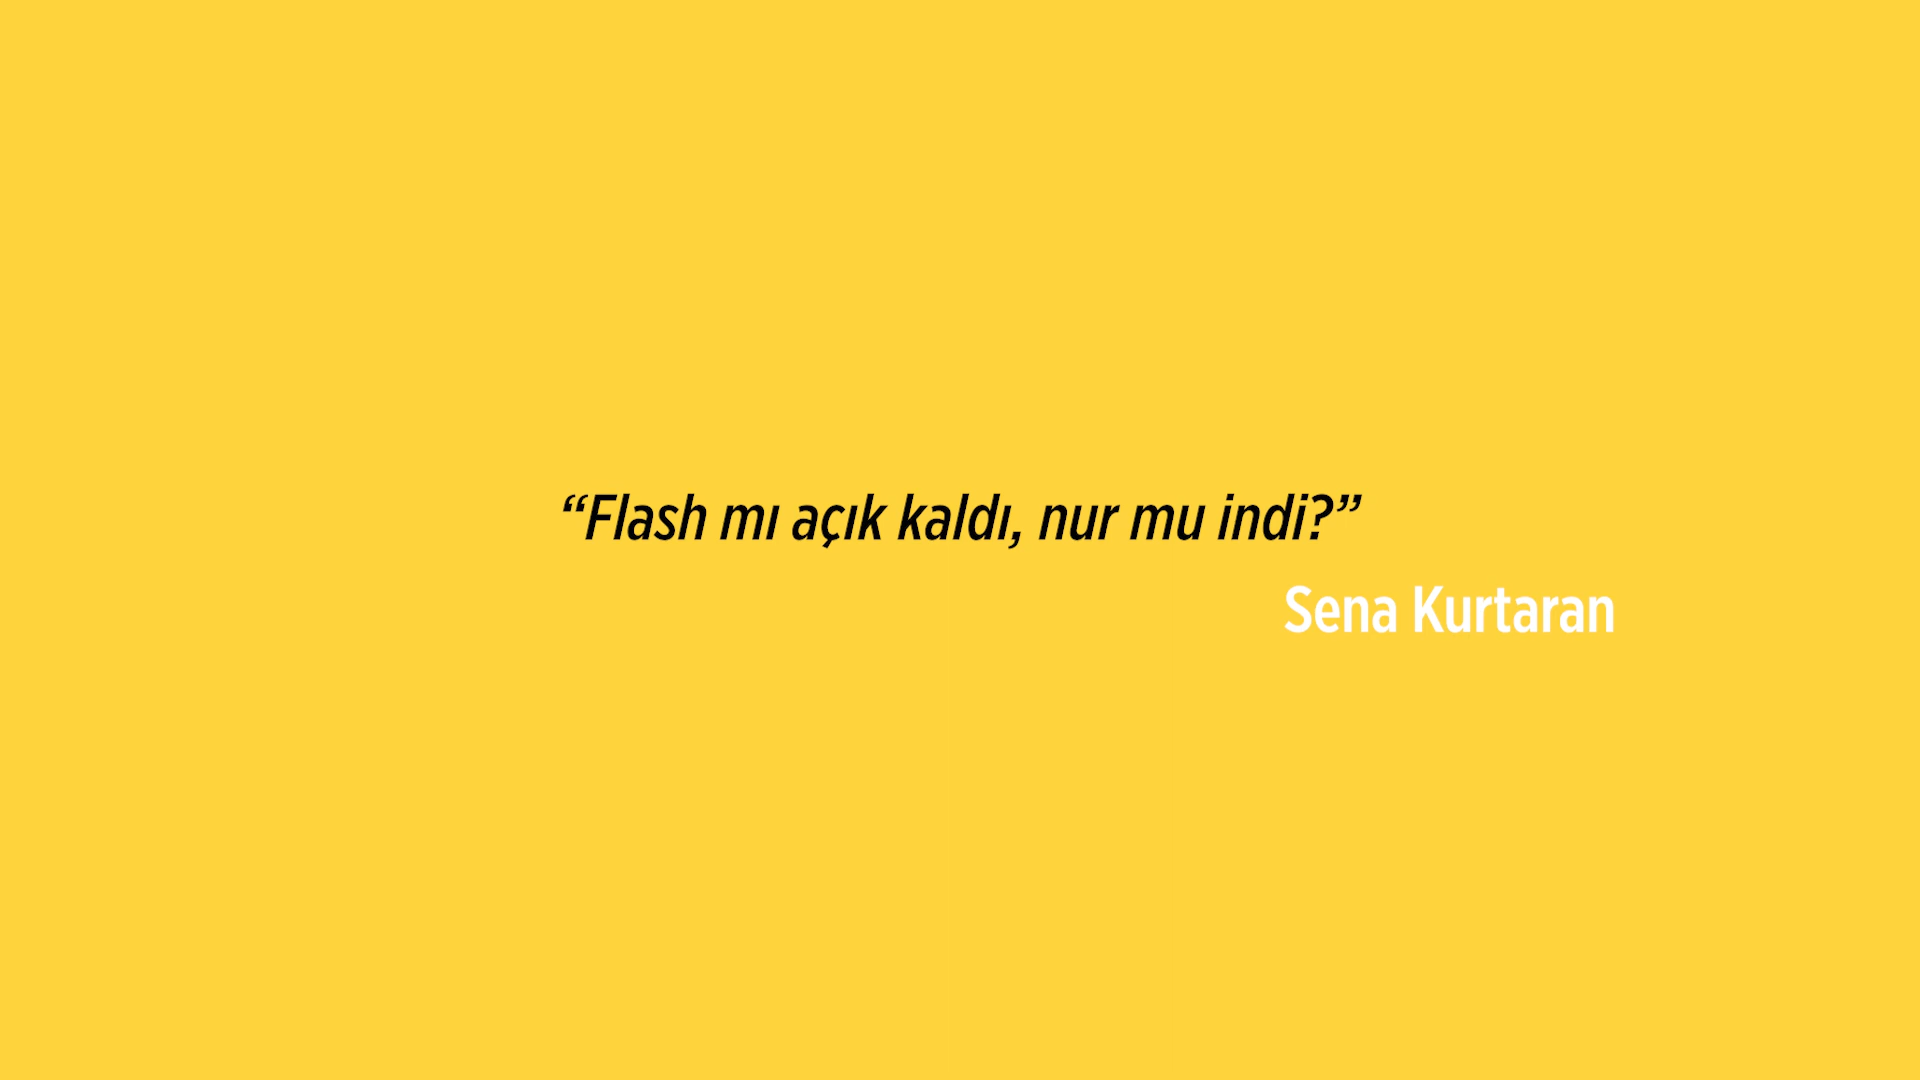 “Flash mı açık kaldı, nur mu indi?”
Sena Kurtaran